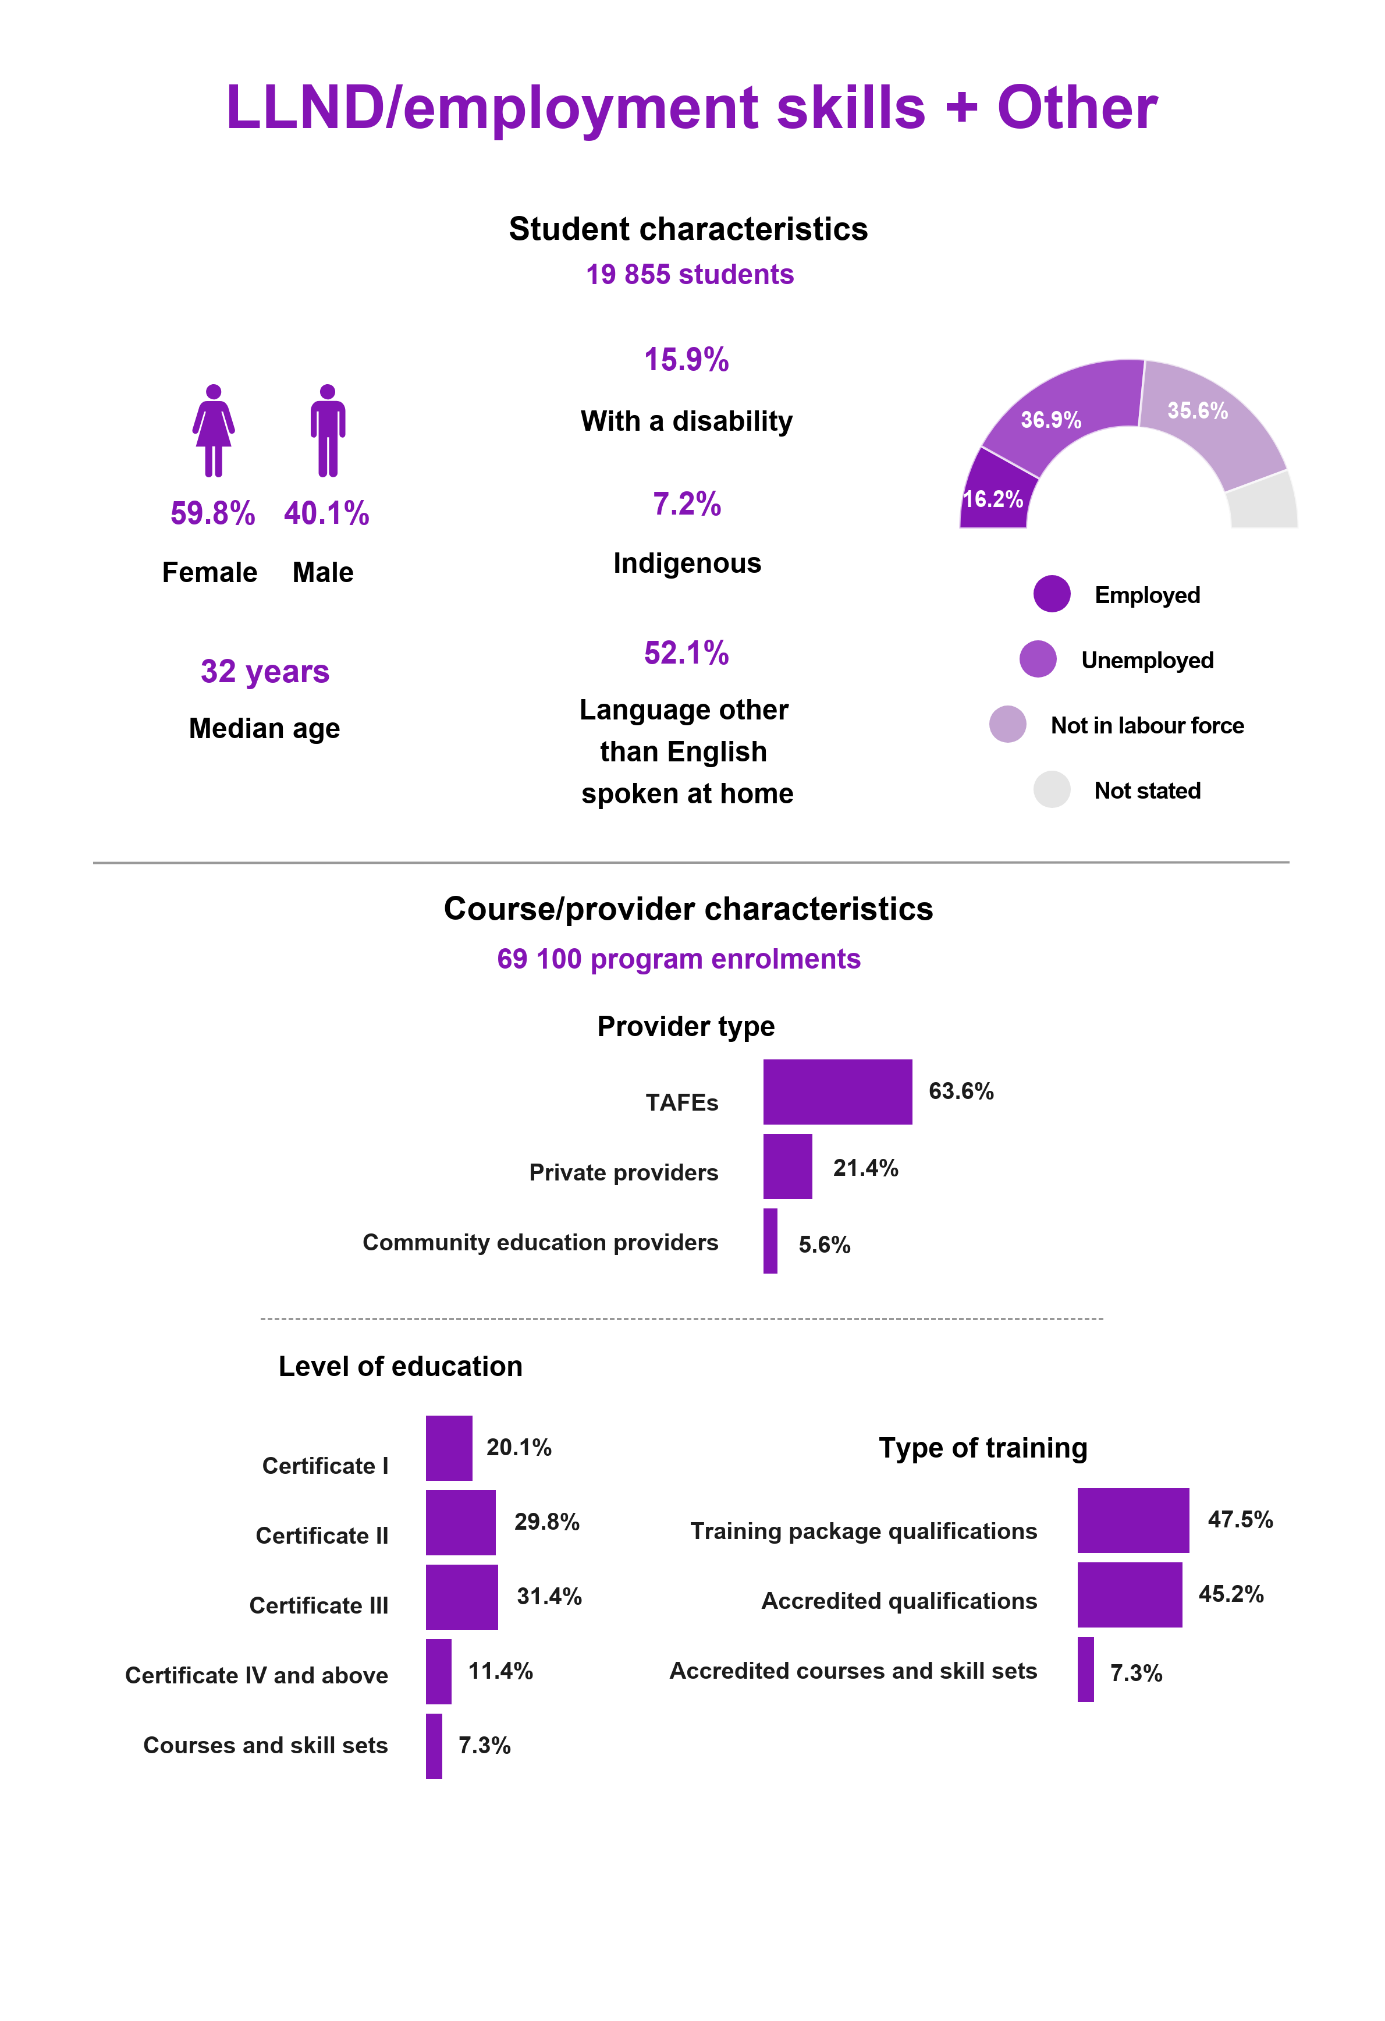 LLND/employment skills + Other
Student characteristics
19 855 students
59.8%
Female
40.1%
Male
32 years
Median age
15.9%
With a disability
7.2%
Indigenous
52.1%
Language other
than English
spoken at home
16.2%
36.9%
35.6%
Employed
Unemployed
Not in labour force
Not stated
Course/provider characteristics
69 100 program enrolments
Provider type
TAFEs 63.6%
Private providers 21.4%
Community education providers 5.6%
Level of education
Certificate I 20.1%
Certificate II 29.8%
Certificate III 31.4%
Certificate IV and above 11.4%
Courses and skill sets 7.3%
Type of training
Training package qualifications 47.5%
Accredited qualifications 45.2%
Accredited courses and skill sets 7.3%